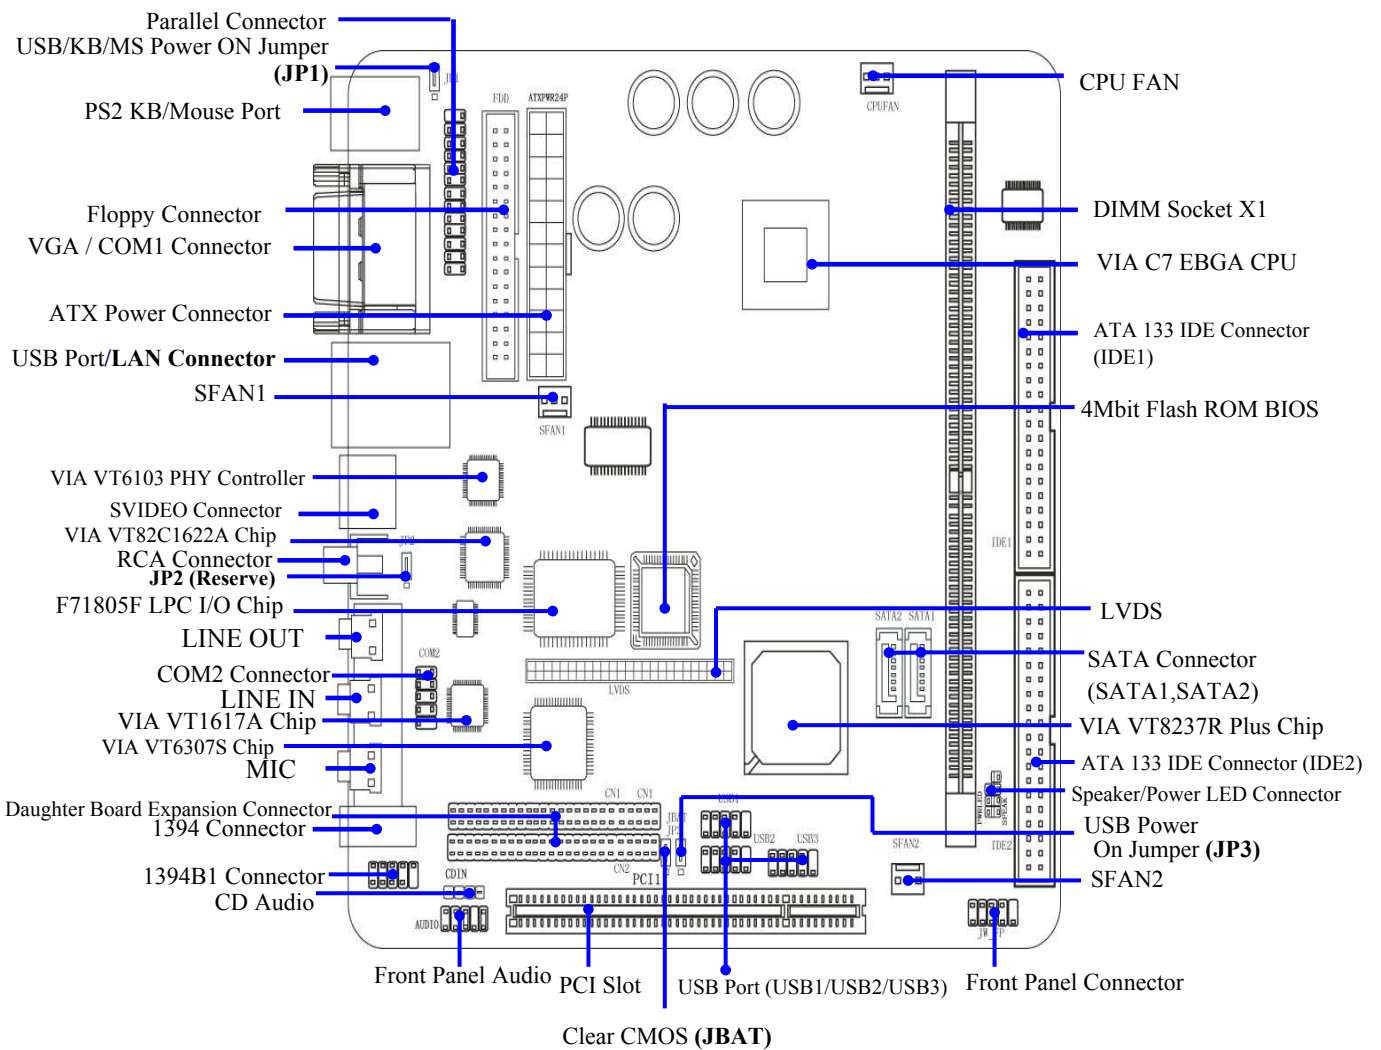 Parallel Connector
USB/KB/MS Power ON Jumper
(JP1)
PS2 KB/Mouse Port
Floppy Connector
VGA / COM1 Connector
ATX Power Connector
USB Port/LAN Connector
SFAN1
VIA VT6103 PHY Controller
SVIDEO Connector
VIA VT82C1622A Chip
RCA Connector
JP2 (Reserve)
F71805F LPC I/O Chip
LINE OUT
COM2 Connector
LINE IN
VIA VT1617A Chip
VIA VT6307S Chip
MIC
Daughter Board Expansion Connector
1394 Connector
1394B1 Connector
CD Audio
Front Panel Audio
PCI Slot
USB Port (USB1/USB2/USB3)
Front Panel Connector
Clear CMOS (JBAT)
CPU FAN
DIMM Socket X1
VIA C7 EBGA CPU
ATA 133 IDE Connector
(IDE1)
4Mbit Flash ROM BIOS
LVDS
SATA Connector
(SATA1,SATA2)
VIA VT8237R Plus Chip
ATA 133 IDE Connector (IDE2)
Speaker/Power LED Connector
USB Power
On Jumper (JP3)
SFAN2
FDD
ATXPWR24P
CPUFAN
SFAN1
JP2
IDE1
SATA2
SATA1
COM2
LVDS
CN1
CN1
USB1
JBAT
USB2
USB3
PWRLED
SPEAK
SFAN2
IDE2
CN2
PCI1
CDIN
AUDIO